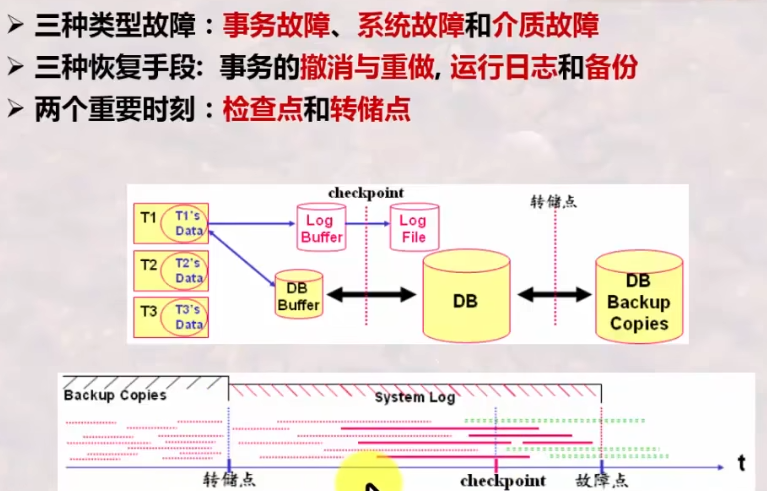 三种类型故障：事务故障、系统故障和介质故障
三种恢复手段: 事务的撤消与重做, 运行日志和备份
两个重要时刻：检查点和转储点
checkpoint
转储点
T1
T1's
Data
Log
Buffer
Log
File
T2
T2's
Data
DB
Buffer
DB
DB
Backup
Copies
T3
T3's
Data
Backup Copies
System Log
t
转储点
checkpoint
故障点